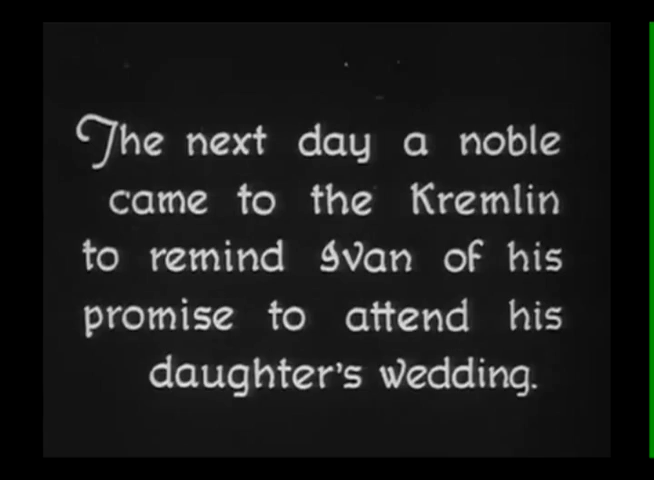 The next day a noble
came to the Kremlin
to remind Ivan of his
promise to attend his
daughter's wedding.